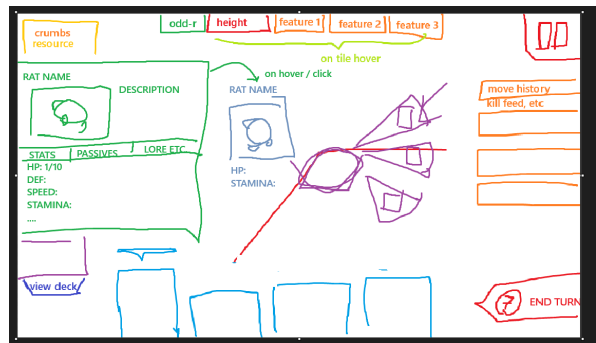 crumbs
resource
odd-r
height
feature 1
feature 2
feature 3
on tile hover
RAT NAME
DESCRIPTION
on hover / click
RAT NAME
HP:
STAMINA:
STATS
PASSIVES
LORE ETC
HP: 1/10
DEF:
SPEED:
STAMINA:
....
move history
kill feed, etc
view deck
7
END TURN